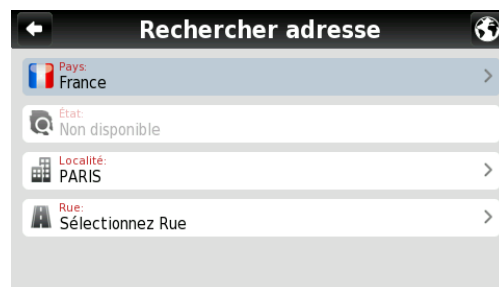 Rechercher adresse
Pays:
France
État:
Non disponible
Localité:
PARIS
Rue:
Sélectionnez Rue